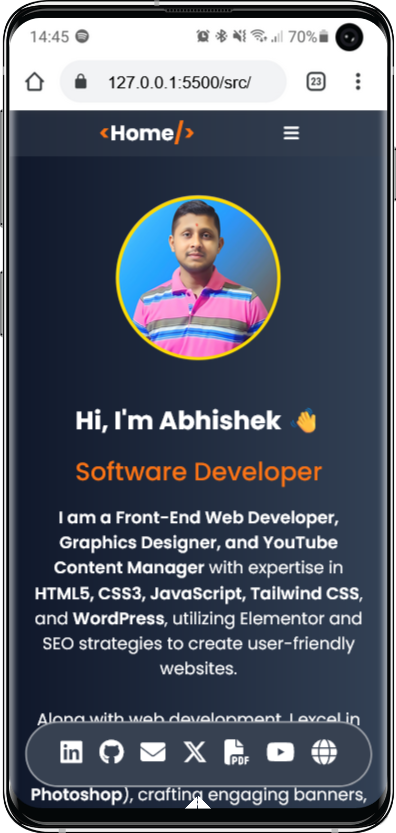 14:45 70%
127.0.0.1:5500/src/ 23
<Home/>
Hi, I'm Abhishek 👋
Software Developer
I am a Front-End Web Developer,
Graphics Designer, and YouTube
Content Manager with expertise in
HTML5, CSS3, JavaScript, Tailwind CSS,
and WordPress, utilizing Elementor and
SEO strategies to create user-friendly
websites.
Along with web development, I excel in
in X PDF
Photoshop), crafting engaging banners,